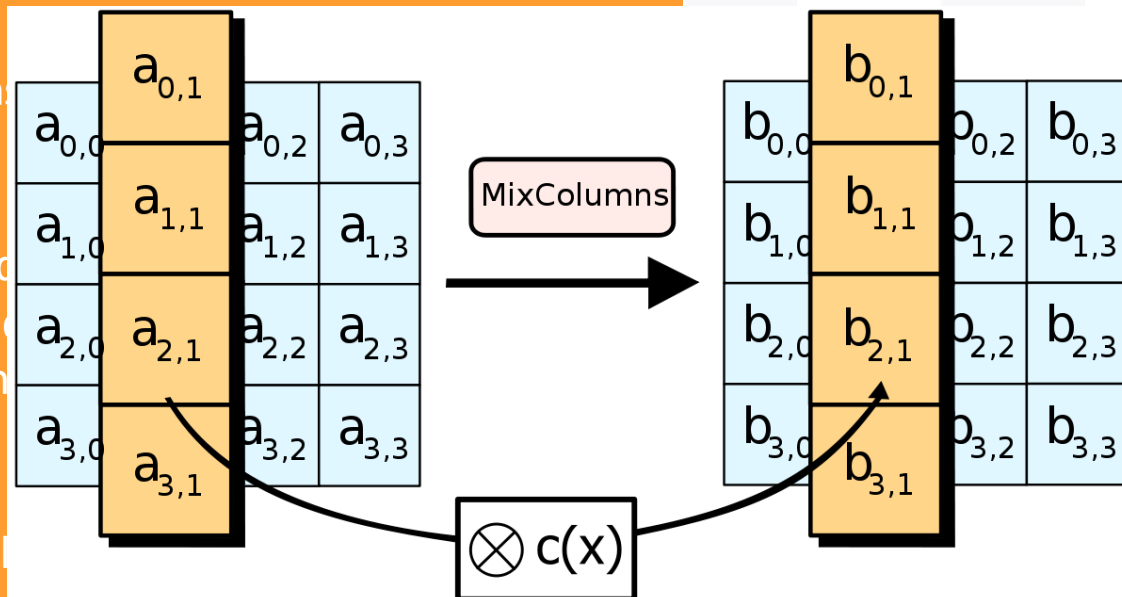 a0,1
a0,0 a0,2 a0,3
a1,1
a1,0 a1,2 a1,3
a2,1
a2,0 a2,2 a2,3
a3,0 a3,2 a3,3
a3,1
MixColumns
b0,1
b0,0 b0,2 b0,3
b1,1
b1,0 b1,2 b1,3
b2,1
b2,0 b2,2 b2,3
b3,0 b3,2 b3,3
b3,1
⊗ c(x)